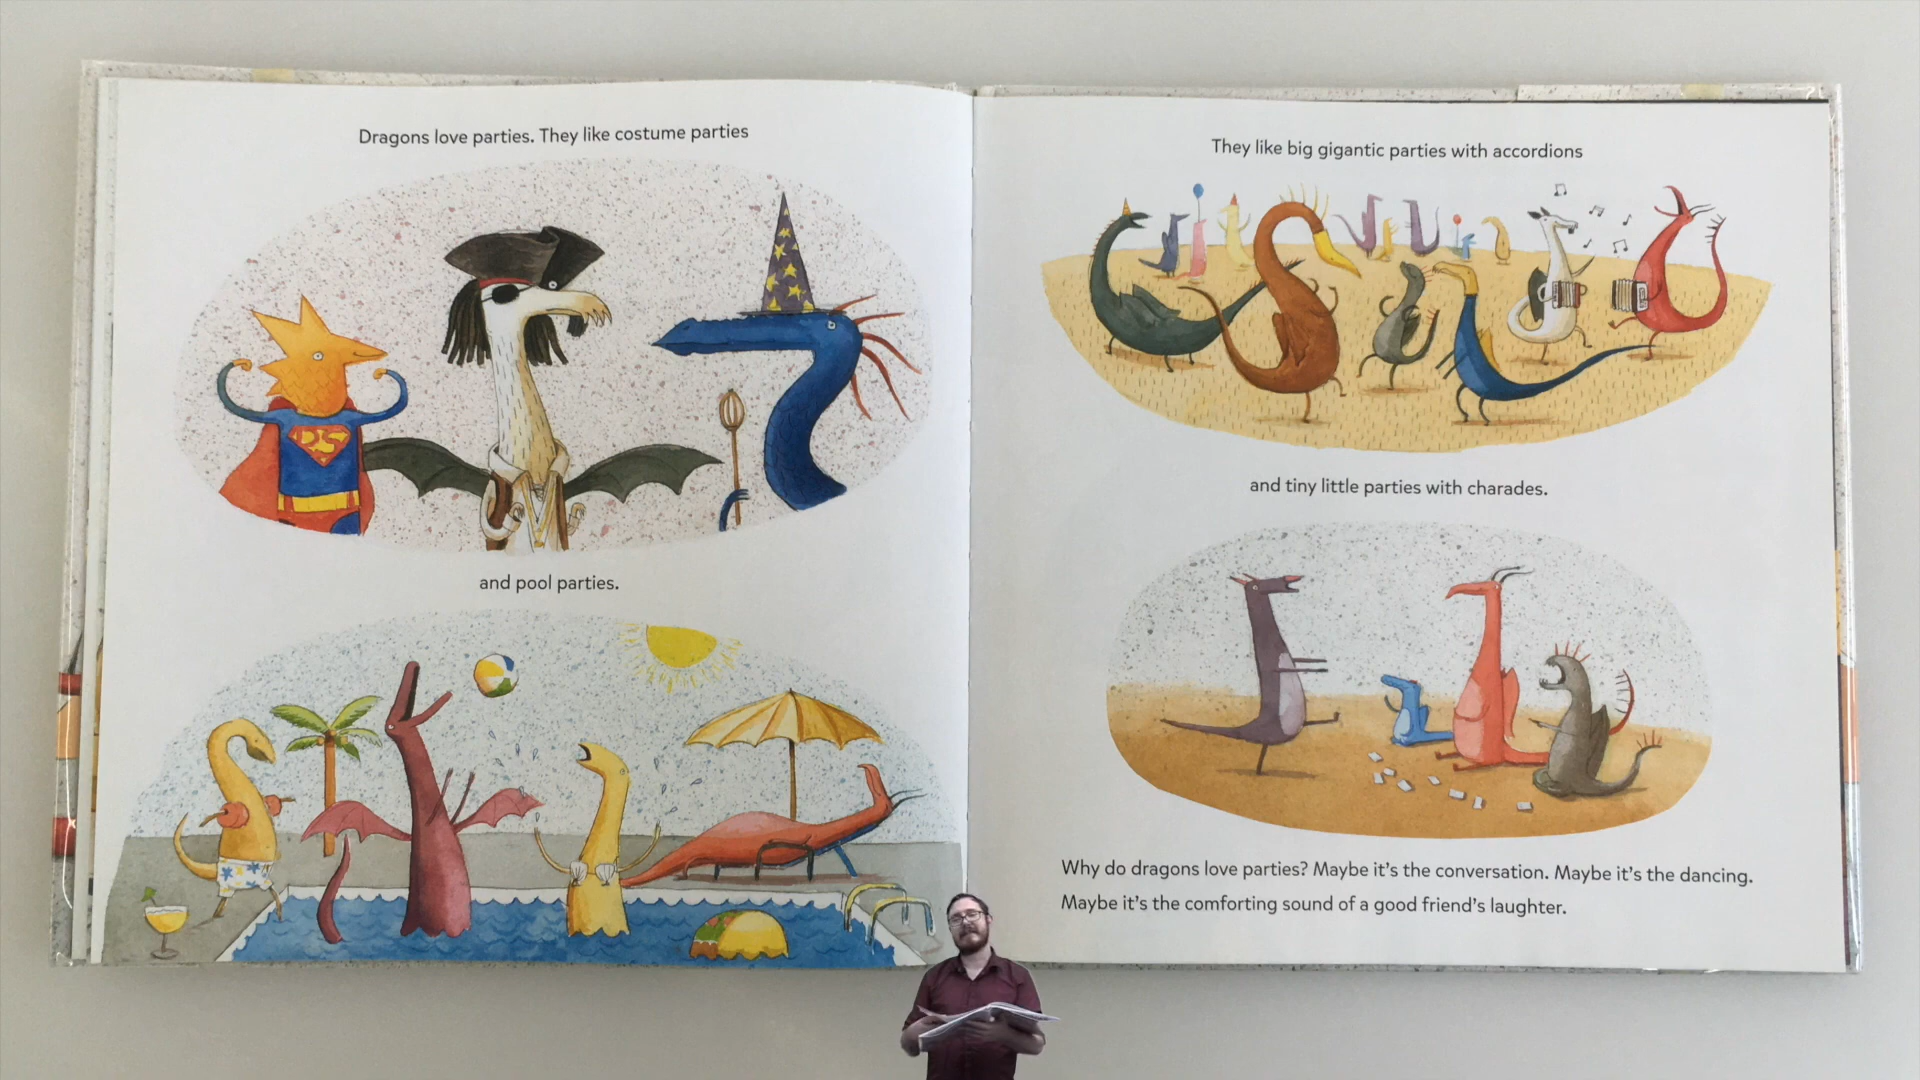 Dragons love parties. They like costume parties
DS
and pool parties.
They like big gigantic parties with accordions
and tiny little parties with charades.
Why do dragons love parties? Maybe it's the conversation. Maybe it's the dancing.
Maybe it's the comforting sound of a good friend's laughter.